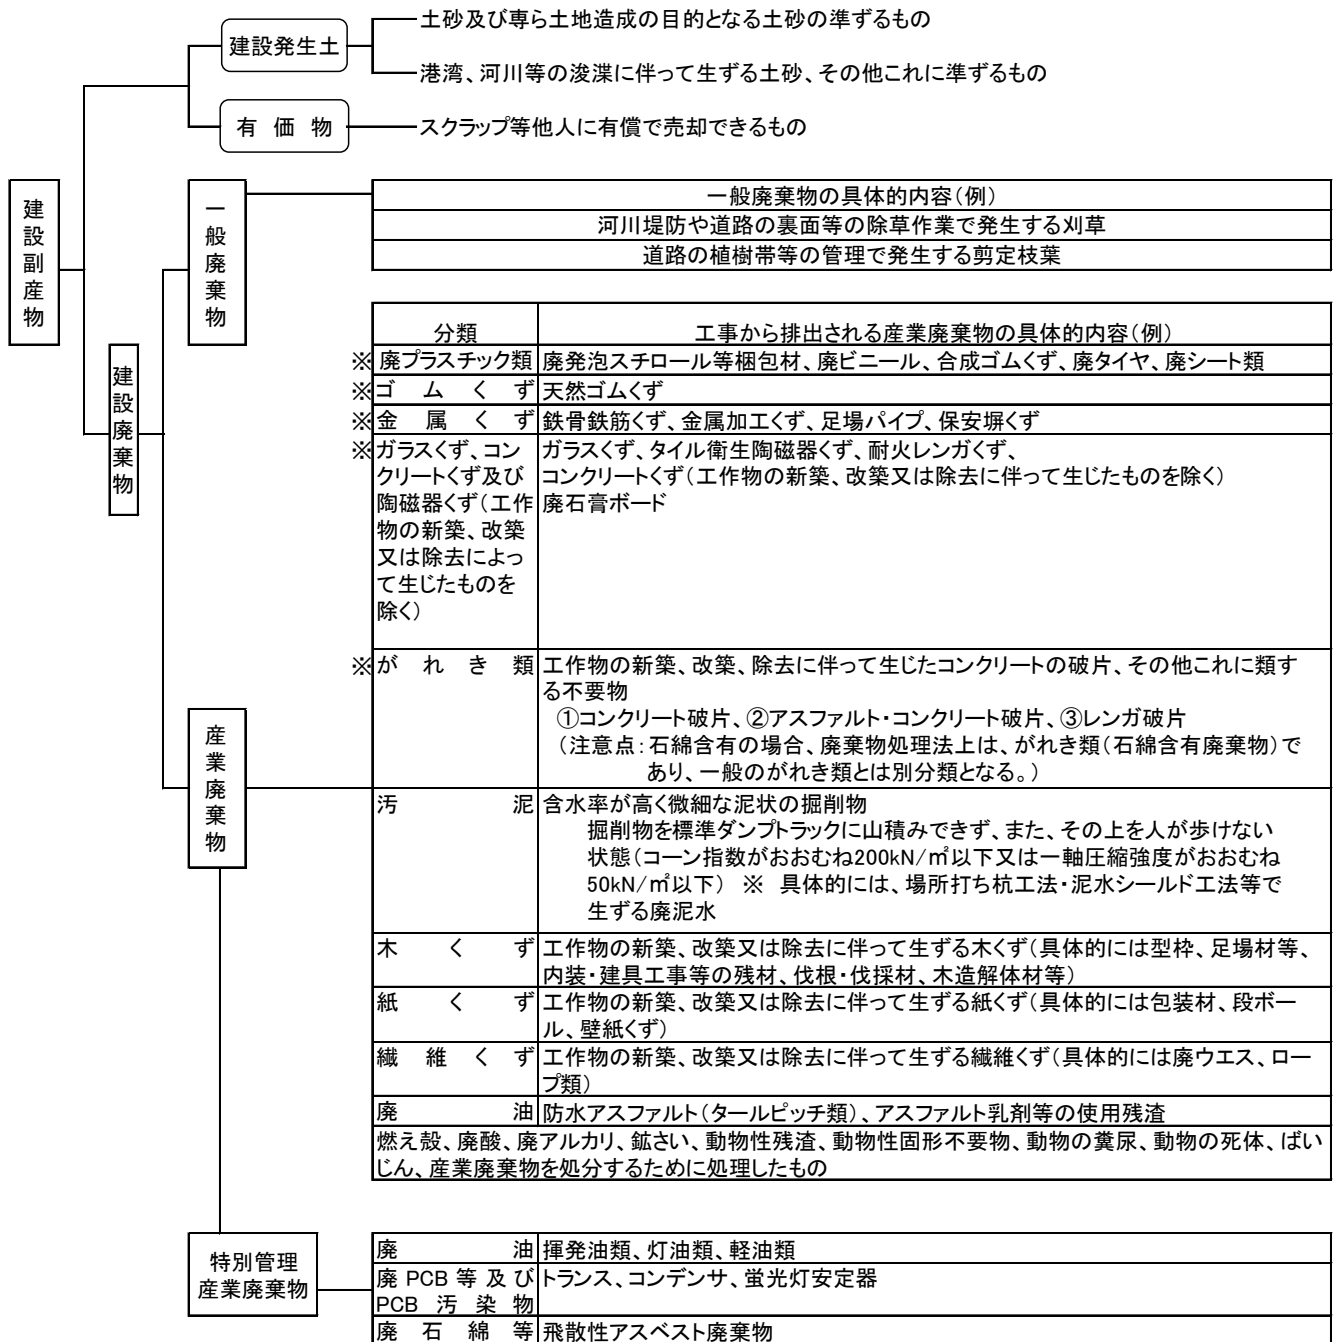 土砂及び専ら土地造成の目的となる土砂の準ずるもの
建設発生土
港湾、河川等の浚渫に伴って生ずる土砂、その他これに準ずるもの
有価物
スクラップ等他人に有償で売却できるもの
建設副産物
一般廃棄物
一般廃棄物の具体的内容(例)
河川堤防や道路の裏面等の除草作業で発生する刈草
道路の植樹帯等の管理で発生する剪定枝葉
建設廃棄物
分類 工事から排出される産業廃棄物の具体的内容(例)
※廃プラスチック類 廃発泡スチロール等梱包材、廃ビニール、合成ゴムくず、廃タイヤ、廃シート類
※ゴムくず 天然ゴムくず
※金属くず 鉄骨鉄筋くず、金属加工くず、足場パイプ、保安塀くず
※ガラスくず、コン
クリートくず及び
陶磁器くず(工作
物の新築、改築
又は除去によっ
て生じたものを
除く)
ガラスくず、タイル衛生陶磁器くず、耐火レンガくず、
コンクリートくず(工作物の新築、改築又は除去に伴って生じたものを除く)
廃石膏ボード
※がれき類 工作物の新築、改築、除去に伴って生じたコンクリートの破片、その他これに類す
る不要物
①コンクリート破片、②アスファルト・コンクリート破片、③レンガ破片
(注意点:石綿含有の場合、廃棄物処理法上は、がれき類(石綿含有廃棄物)で
あり、一般のがれき類とは別分類となる。)
産業廃棄物
汚泥 含水率が高く微細な泥状の掘削物
掘削物を標準ダンプトラックに山積みできず、また、その上を人が歩けない
状態(コーン指数がおおむね200kN/㎡以下又は一軸圧縮強度がおおむね
50kN/㎡以下) ※ 具体的には、場所打ち杭工法・泥水シールド工法等で
生ずる廃泥水
木くず 工作物の新築、改築又は除去に伴って生ずる木くず(具体的には型枠、足場材等、
内装・建具工事等の残材、伐根・伐採材、木造解体材等)
紙くず 工作物の新築、改築又は除去に伴って生ずる紙くず(具体的には包装材、段ボー
ル、壁紙くず)
繊維くず 工作物の新築、改築又は除去に伴って生ずる繊維くず(具体的には廃ウエス、ロー
プ類)
廃油 防水アスファルト(タールピッチ類)、アスファルト乳剤等の使用残渣
燃え殻、廃酸、廃アルカリ、鉱さい、動物性残渣、動物性固形不要物、動物の糞尿、動物の死体、ばい
じん、産業廃棄物を処分するために処理したもの
特別管理
産業廃棄物
廃油 揮発油類、灯油類、軽油類
廃PCB等及び
PCB汚染物
トランス、コンデンサ、蛍光灯安定器
廃石綿等 飛散性アスベスト廃棄物